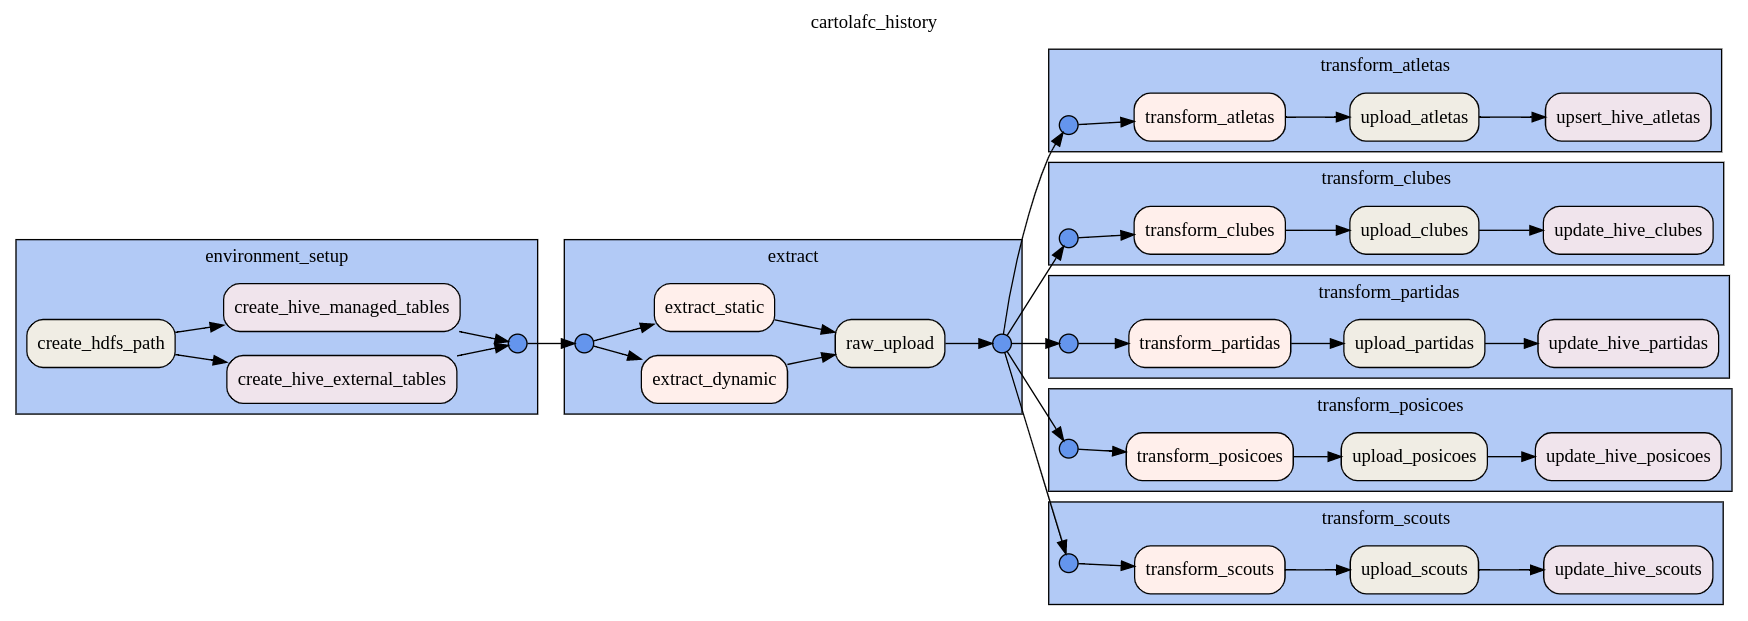 cartolafc_history
environment_setup
create_hdfs_path
create_hive_managed_tables
create_hive_external_tables
extract
extract_static
extract_dynamic
raw_upload
transform_atletas
transform_atletas
upload_atletas
upsert_hive_atletas
transform_clubes
transform_clubes
upload_clubes
update_hive_clubes
transform_partidas
transform_partidas
upload_partidas
update_hive_partidas
transform_posicoes
transform_posicoes
upload_posicoes
update_hive_posicoes
transform_scouts
transform_scouts
upload_scouts
update_hive_scouts